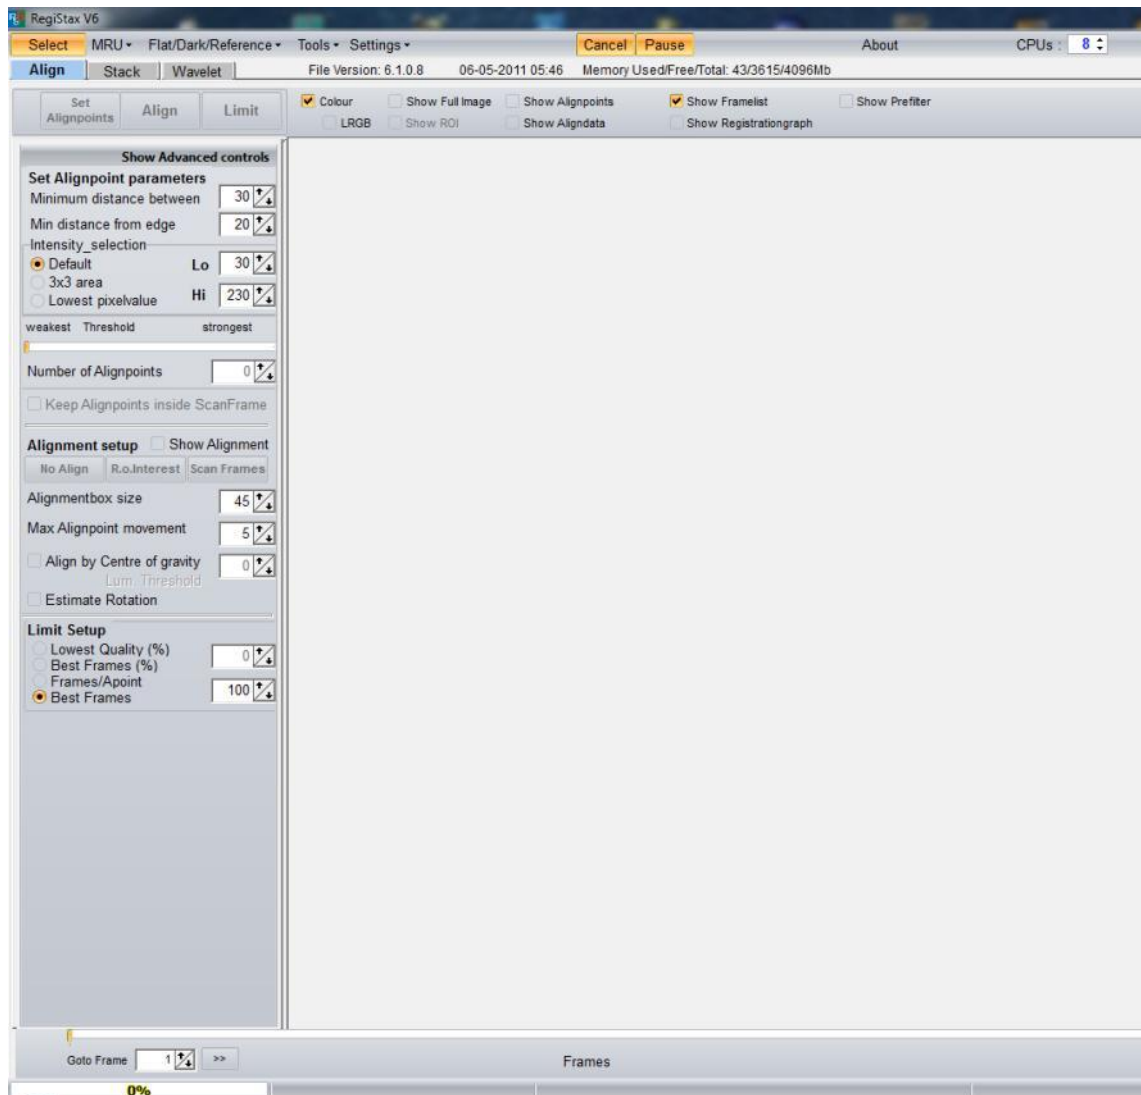 RegiStax V6
Select MRU Flat/Dark/Reference Tools Settings Cancel Pause About CPUs : 8
Align Stack Wavelet File Version: 6.1.0.8 06-05-2011 05:46 Memory Used/Free/Total: 43/3615/4096Mb
Set Alignpoints Align Limit
Colour Show Full Image Show Alignpoints Show Framelist Show Prefilter
LRGB Show ROI Show Aligndata Show Registrationgraph
Show Advanced controls
Set Alignpoint parameters
Minimum distance between 30
Min distance from edge 20
Intensity_selection
Default Lo 30
3x3 area
Lowest pixelvalue Hi 230
weakest Threshold strongest
Number of Alignpoints 0
Keep Alignpoints inside ScanFrame
Alignment setup Show Alignment
No Align R.o.Interest Scan Frames
Alignmentbox size 45
Max Alignpoint movement 5
Align by Centre of gravity 0
Lum. Threshold
Estimate Rotation
Limit Setup
Lowest Quality (%)
Best Frames (%) 0
Frames/Apoint
Best Frames 100
Goto Frame 1 >> Frames
0%